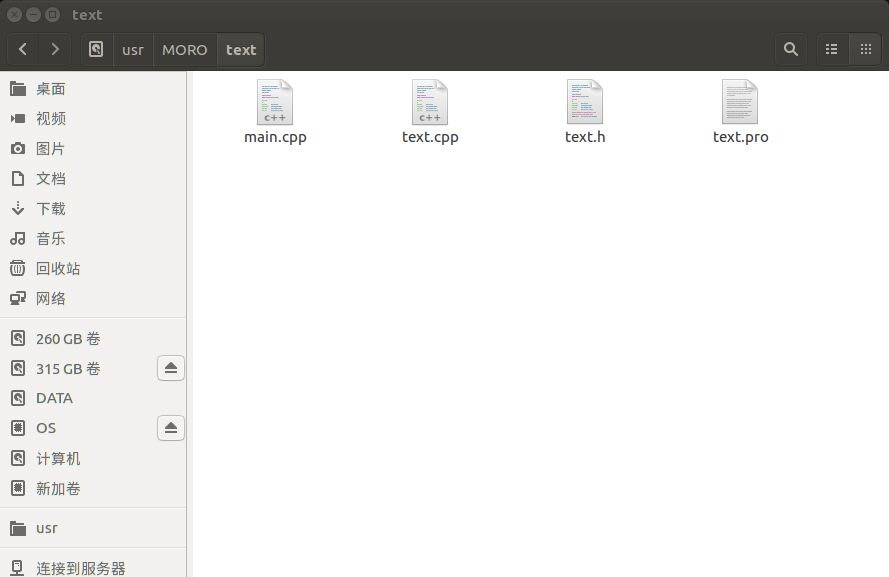 text
usr
MORO
text
桌面
视频
图片
文档
下载
音乐
回收站
网络
260 GB 卷
315 GB 卷
DATA
OS
计算机
新加卷
usr
连接到服务器
c++
c++
main.cpp
text.cpp
text.h
text.pro